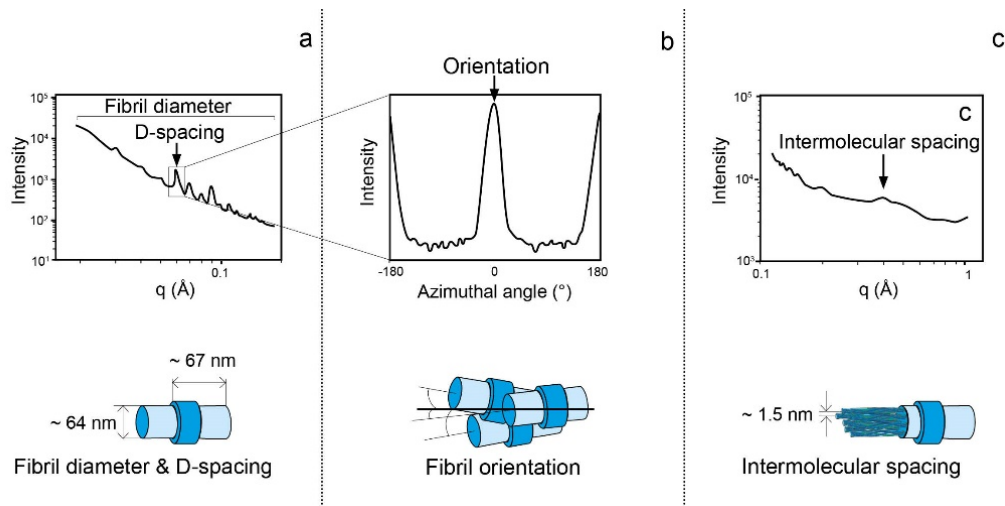 a
Fibril diameter
D-spacing
Intensity
10⁵
10⁴
10³
10²
10¹
0.1
q (Å)
~ 67 nm
~ 64 nm
Fibril diameter & D-spacing
b
Orientation
Intensity
-180
0
180
Azimuthal angle (°)
Fibril orientation
c
c
Intermolecular spacing
Intensity
10⁵
10⁴
10³
0.1
1
q (Å)
~ 1.5 nm
Intermolecular spacing